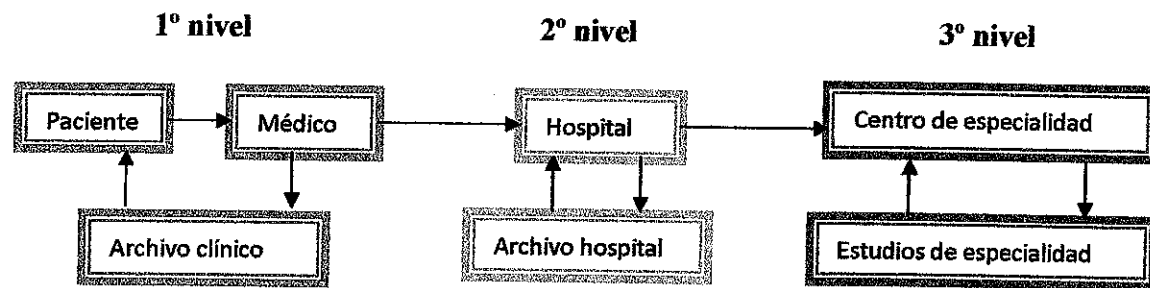 1º nivel
2º nivel
3º nivel
Paciente
Médico
Hospital
Centro de especialidad
Archivo clínico
Archivo hospital
Estudios de especialidad